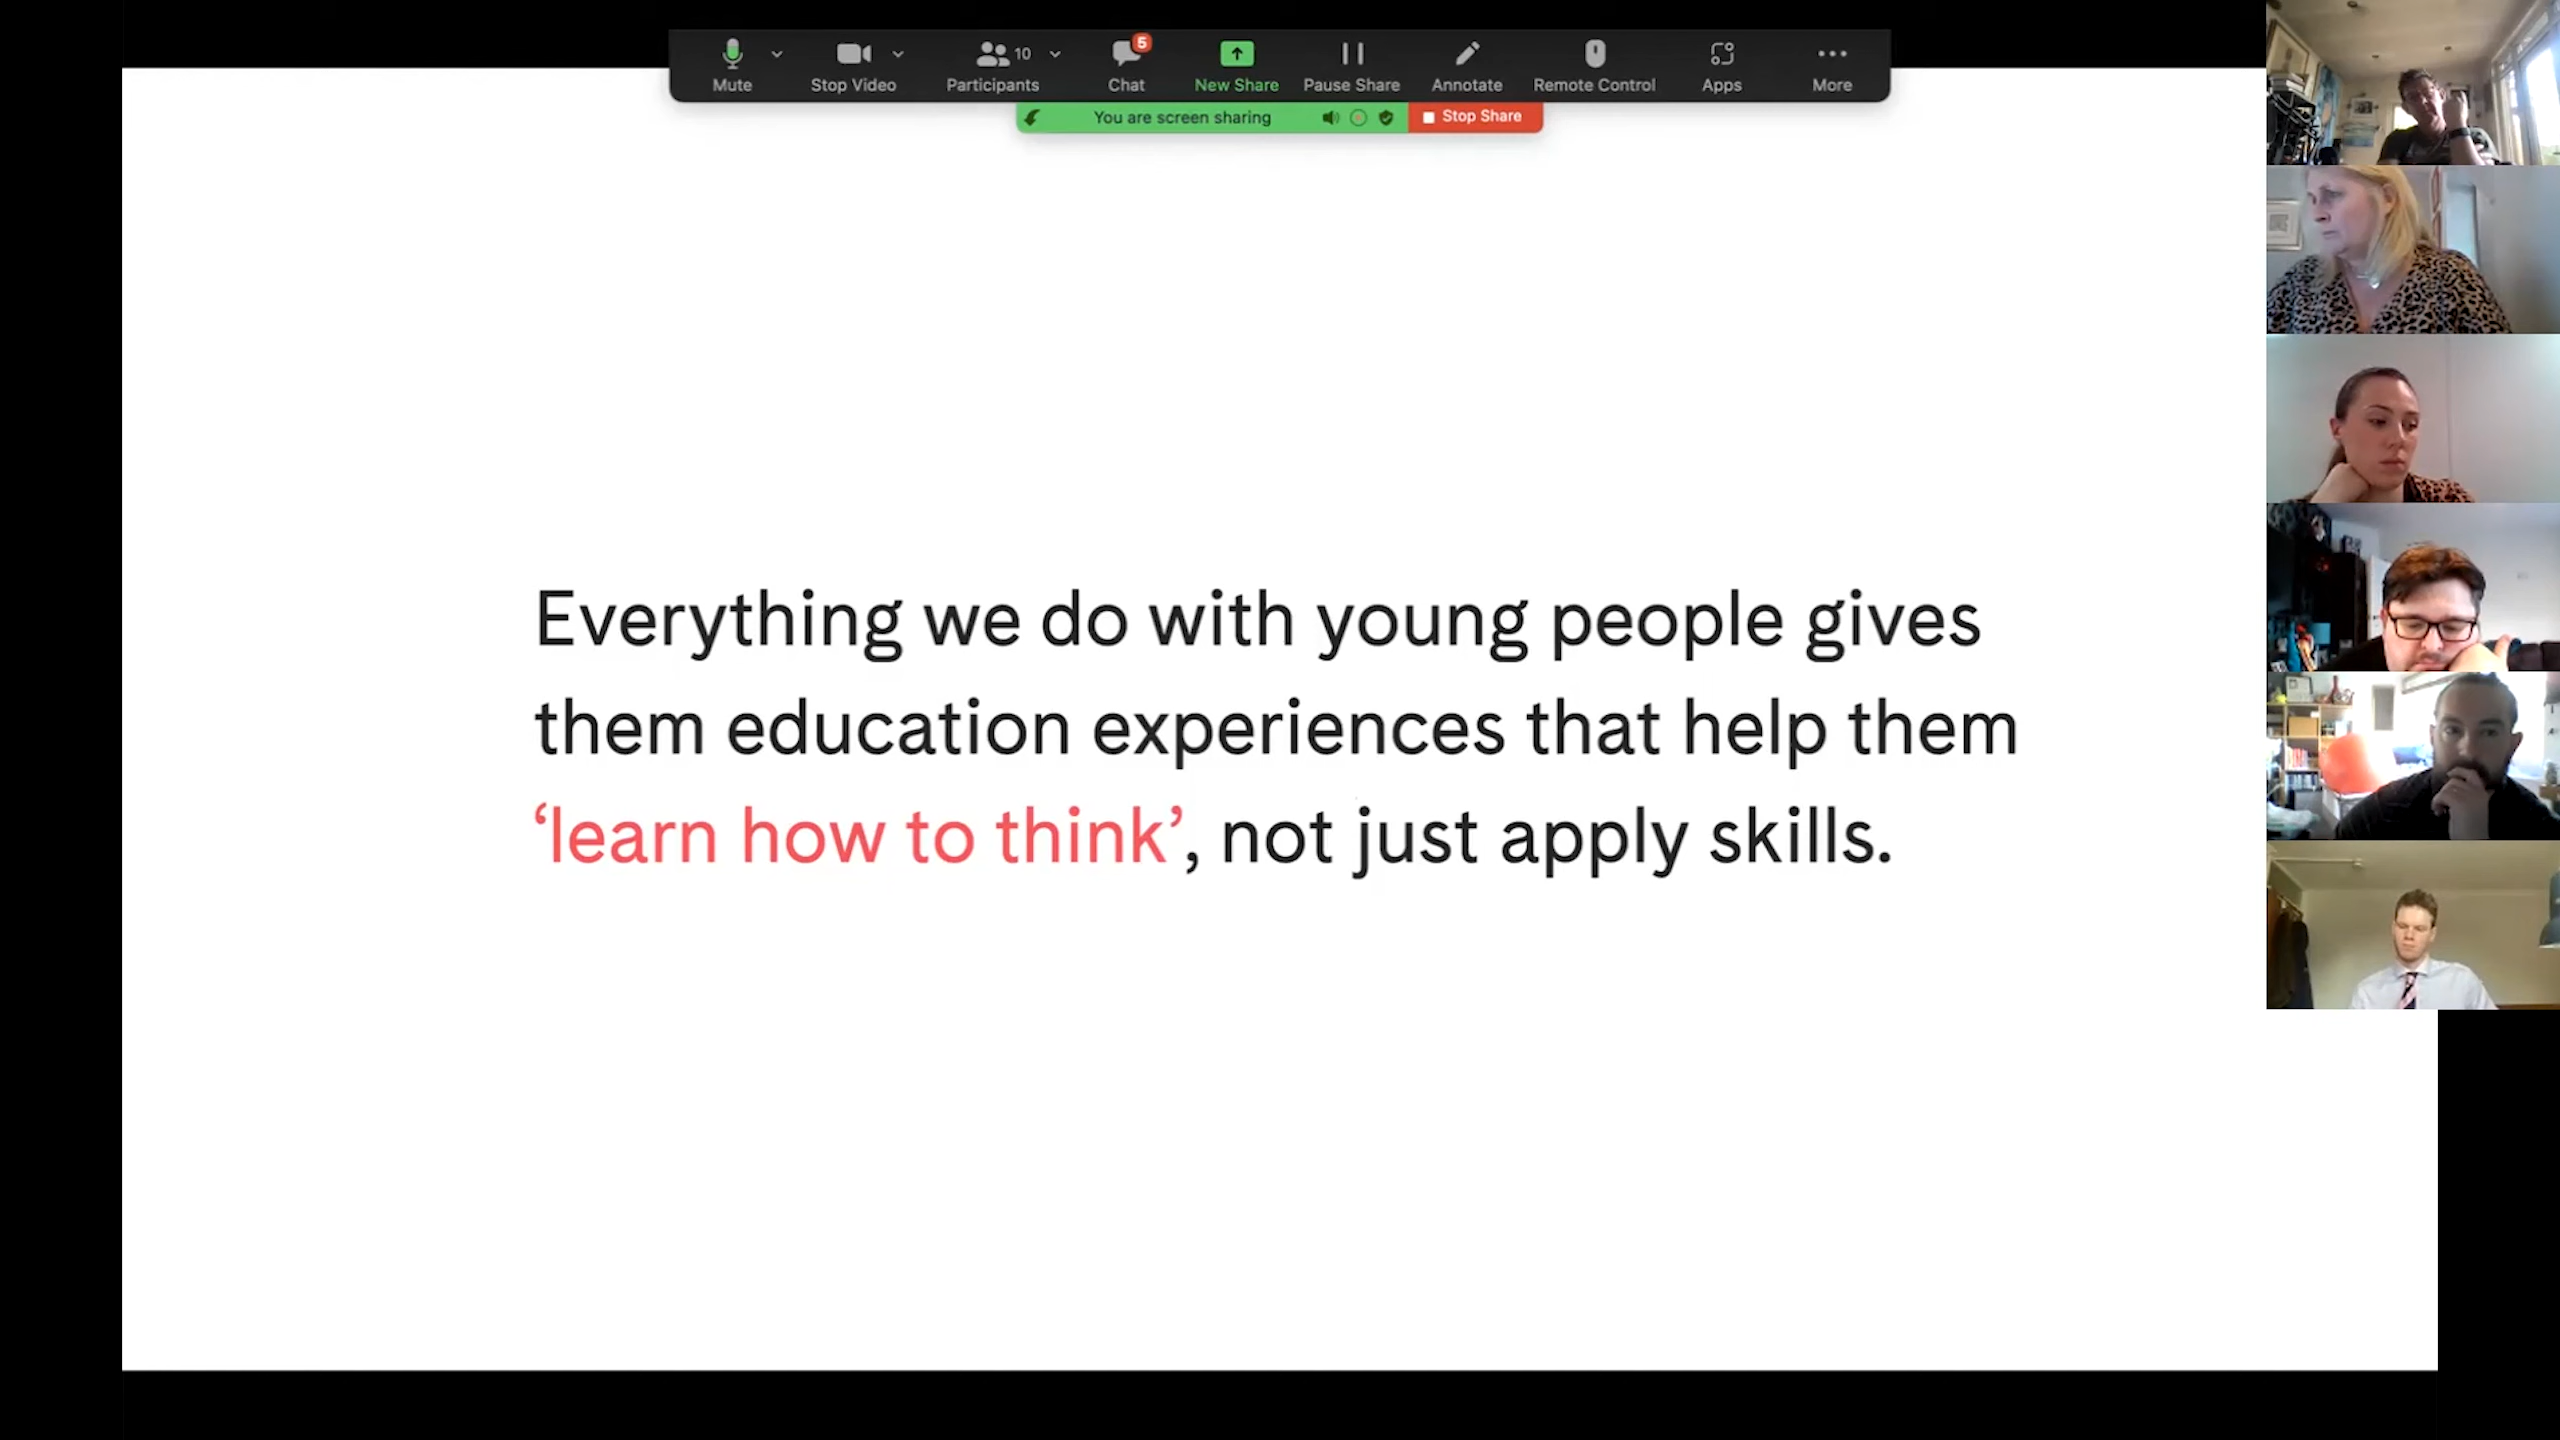 10
5
Mute
Stop Video
Participants
Chat
New Share
Pause Share
Annotate
Remote Control
Apps
More
You are screen sharing
Stop Share
Everything we do with young people gives
them education experiences that help them
‘learn how to think’, not just apply skills.